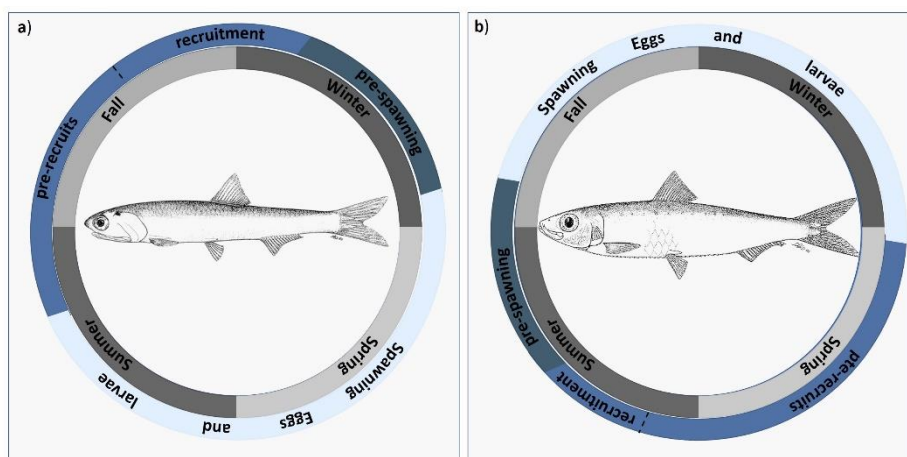 a)
recruitment
pre-spawning
pre-recruits
Fall
Winter
Summer
Spring
Spawning
Eggs
and
larvae
b)
Spawning
Eggs
and
larvae
Fall
Winter
pre-spawning
Summer
Spring
recruitment
pte-recruits